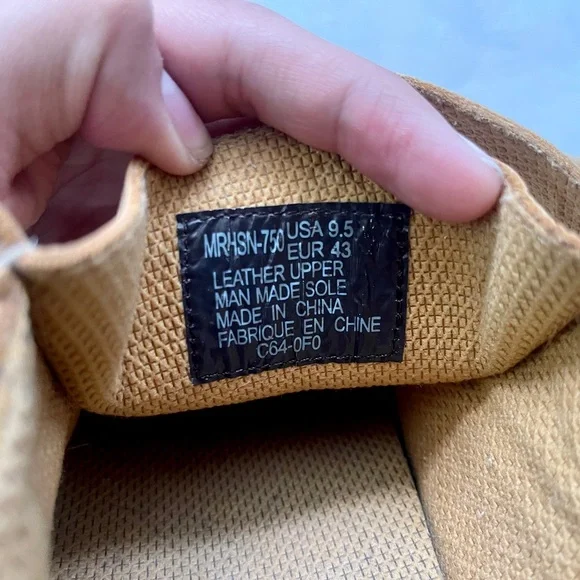 MRHSN-750 USA 9.5
EUR 43
LEATHER UPPER
MAN MADE SOLE
MADE IN CHINA
FABRIQUE EN CHINE
C64-0F0